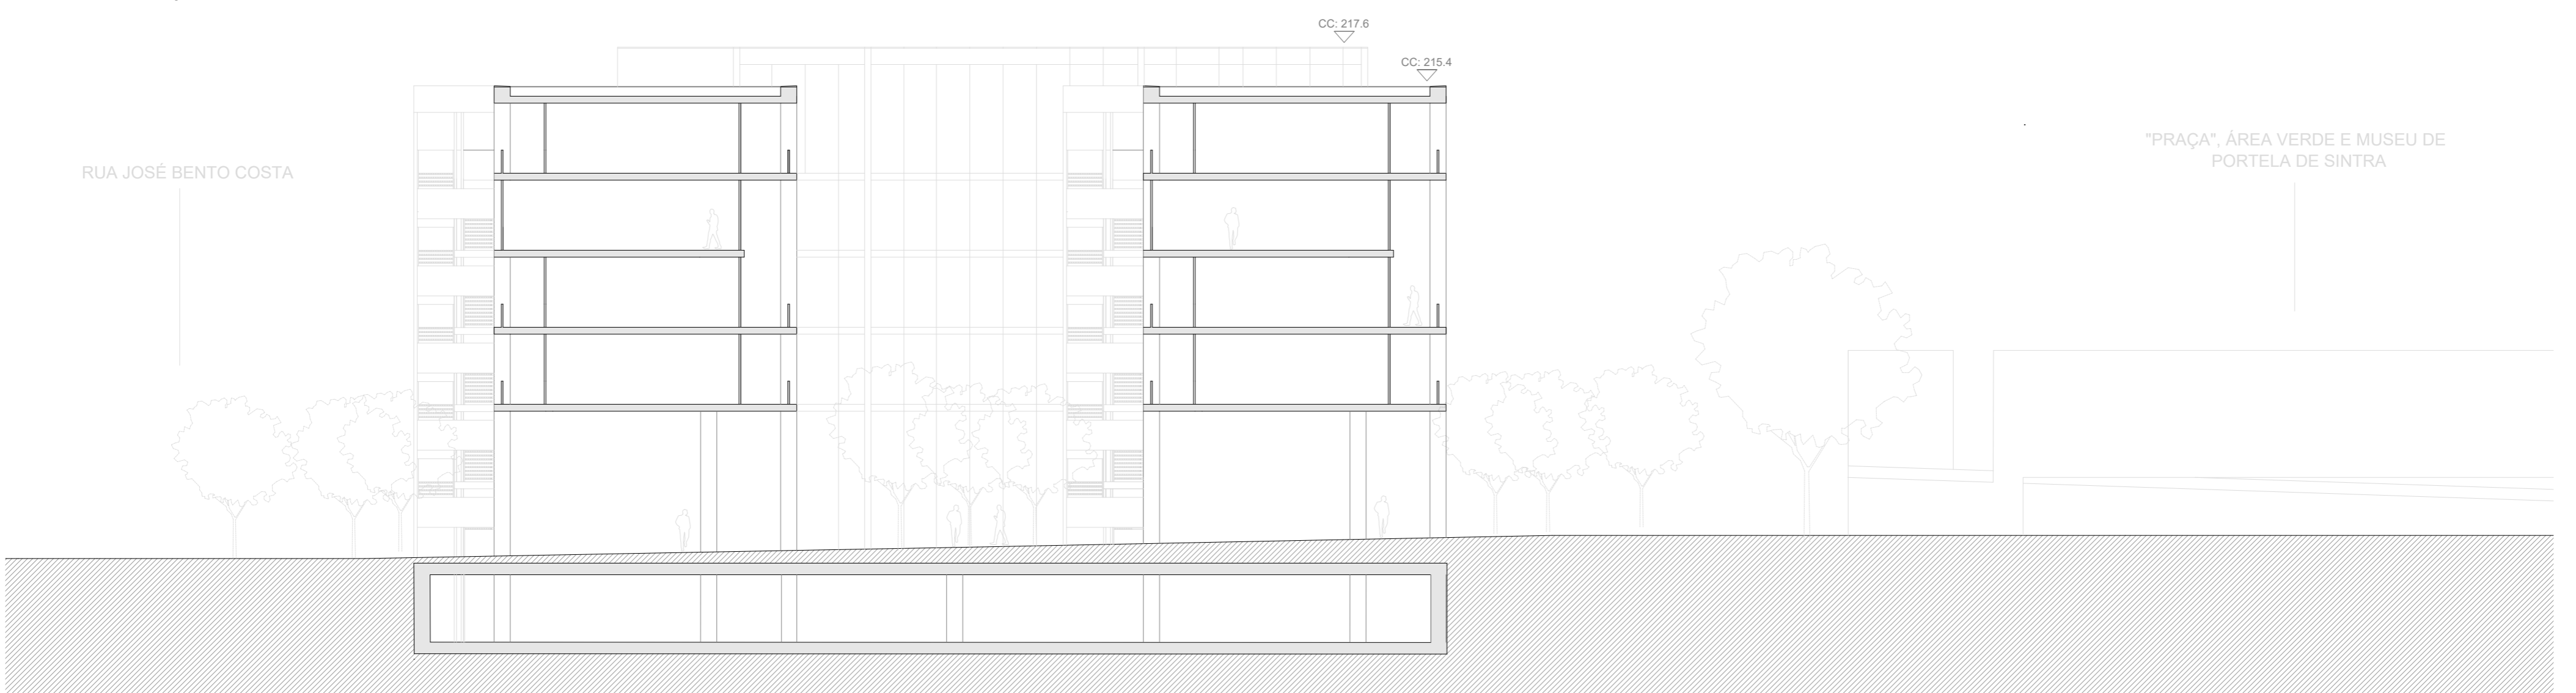 CC: 217.6
CC: 215.4
RUA JOSÉ BENTO COSTA
"PRAÇA", ÁREA VERDE E MUSEU DE
PORTELA DE SINTRA